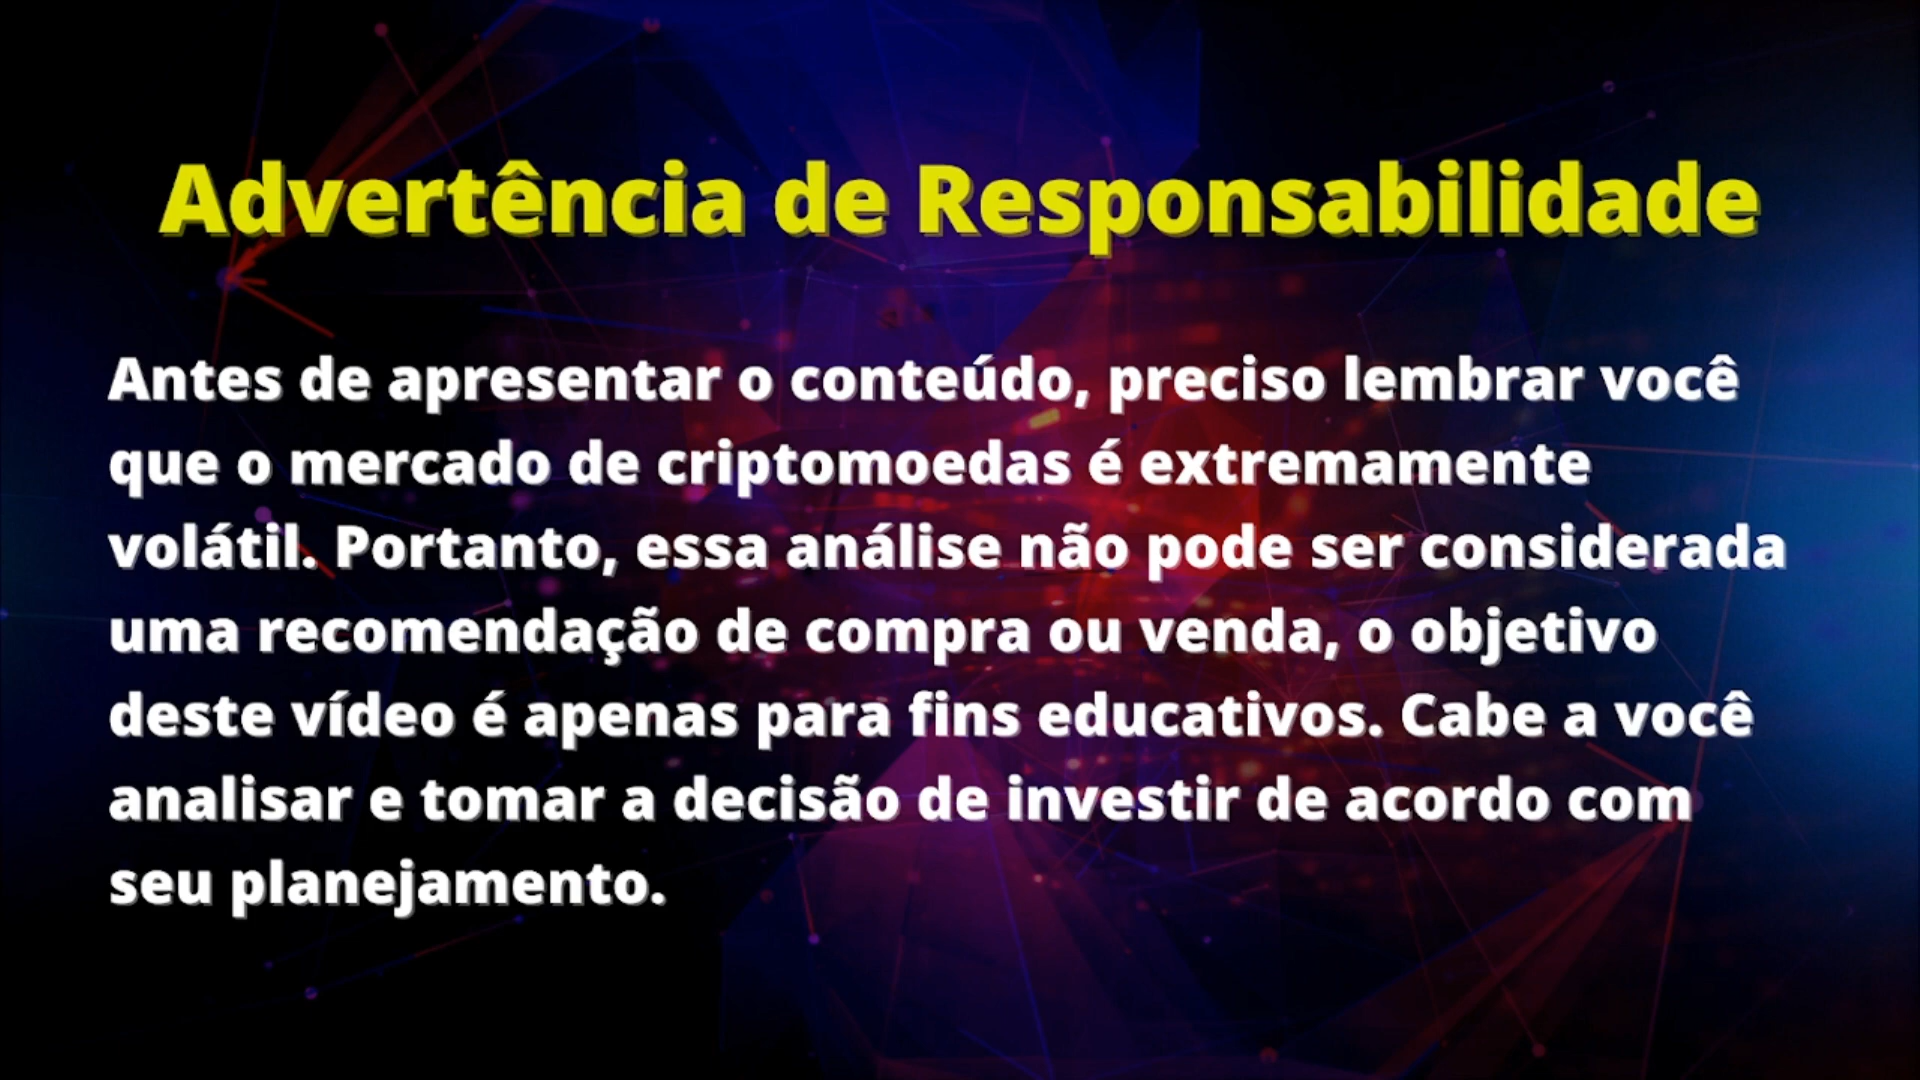 Advertência de Responsabilidade
Antes de apresentar o conteúdo, preciso lembrar você
que o mercado de criptomoedas é extremamente
volátil. Portanto, essa análise não pode ser considerada
uma recomendação de compra ou venda, o objetivo
deste vídeo é apenas para fins educativos. Cabe a você
analisar e tomar a decisão de investir de acordo com
seu planejamento.